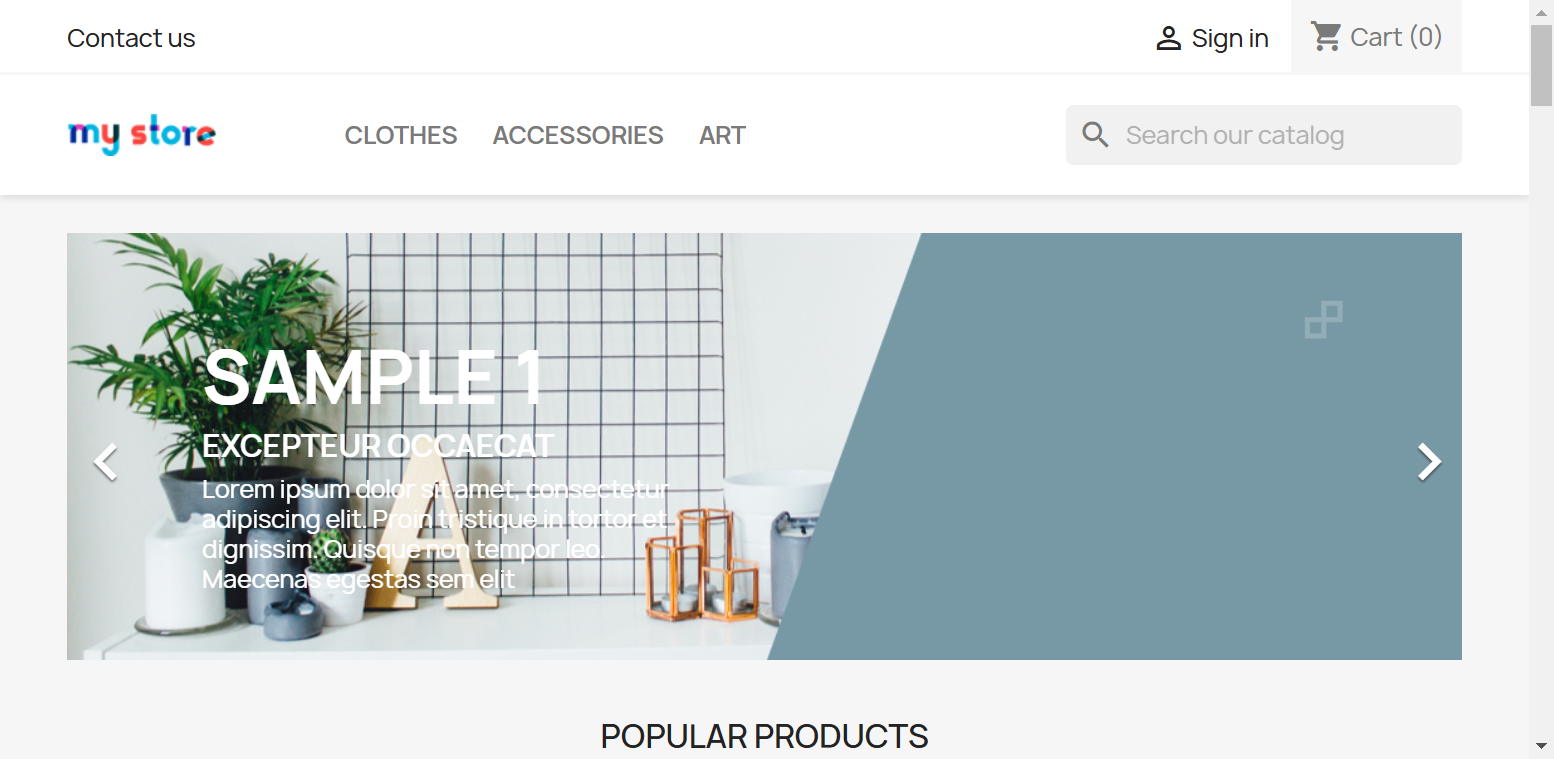 Contact us
Sign in
Cart (0)
my store
CLOTHES
ACCESSORIES
ART
Search our catalog
SAMPLE 1
EXCEPTEUR OCCAECAT
Lorem ipsum dolor sit amet, consectetur
adipiscing elit. Proin tristique in tortor et
dignissim. Quisque non tempor leo.
Maecenas egestas sem elit
A
POPULAR PRODUCTS